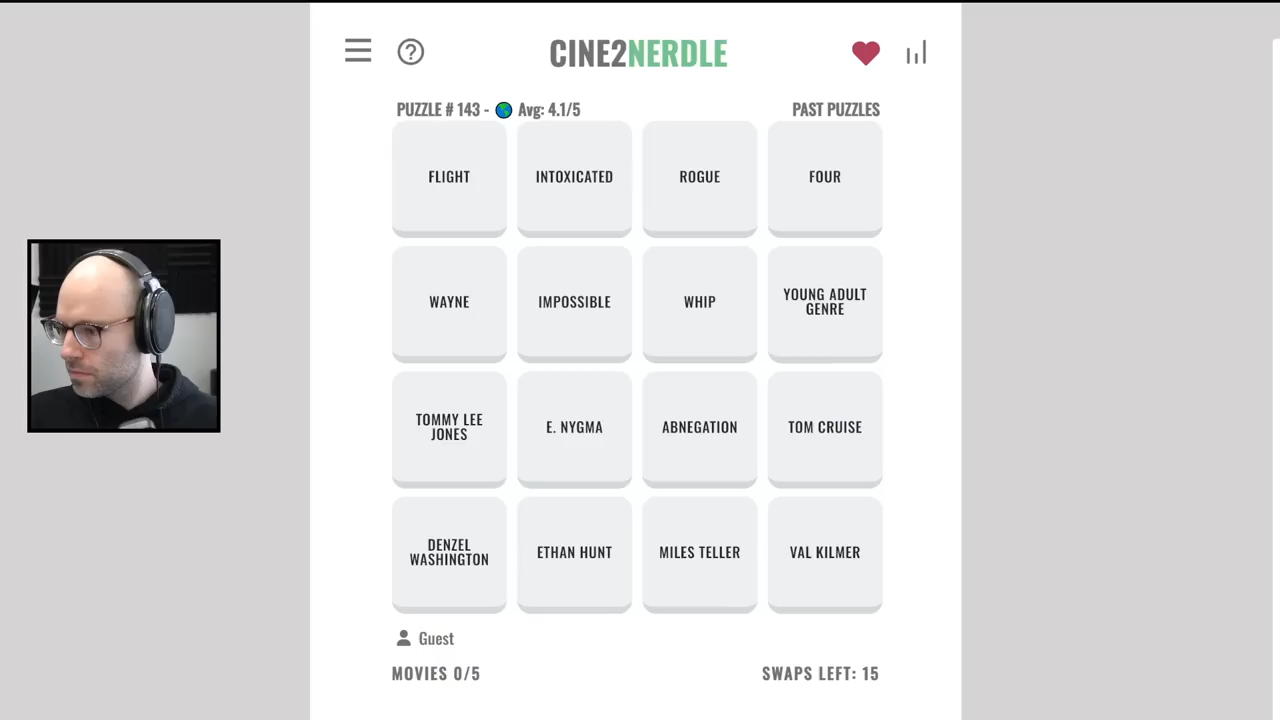 CINE2NERDLE
PUZZLE # 143 - Avg: 4.1/5
PAST PUZZLES
FLIGHT
INTOXICATED
ROGUE
FOUR
WAYNE
IMPOSSIBLE
WHIP
YOUNG ADULT
GENRE
TOMMY LEE
JONES
E. NYGMA
ABNEGATION
TOM CRUISE
DENZEL
WASHINGTON
ETHAN HUNT
MILES TELLER
VAL KILMER
Guest
MOVIES 0/5
SWAPS LEFT: 15